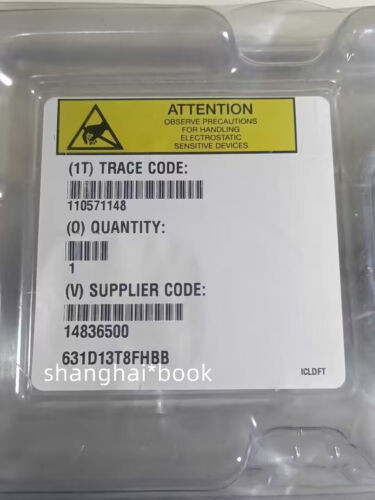 ATTENTION
OBSERVE PRECAUTIONS
FOR HANDLING
ELECTROSTATIC
SENSITIVE DEVICES
(1T) TRACE CODE:
110571148
(Q) QUANTITY:
1
(V) SUPPLIER CODE:
14836500
631D13T8FHBB
shanghai*book
ICLDFT